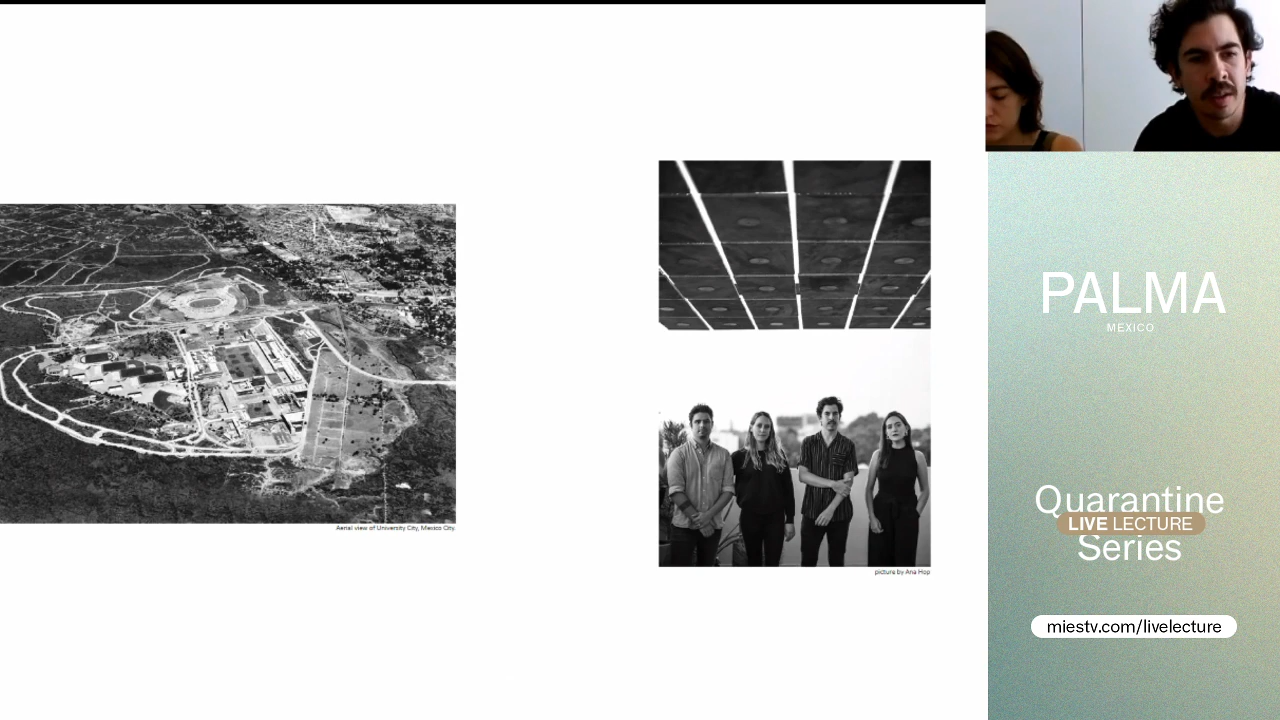 Aerial view of University City, Mexico City.
picture by Ana Hop
PALMA
MEXICO
Quarantine
LIVE LECTURE
Series
miestv.com/livelecture